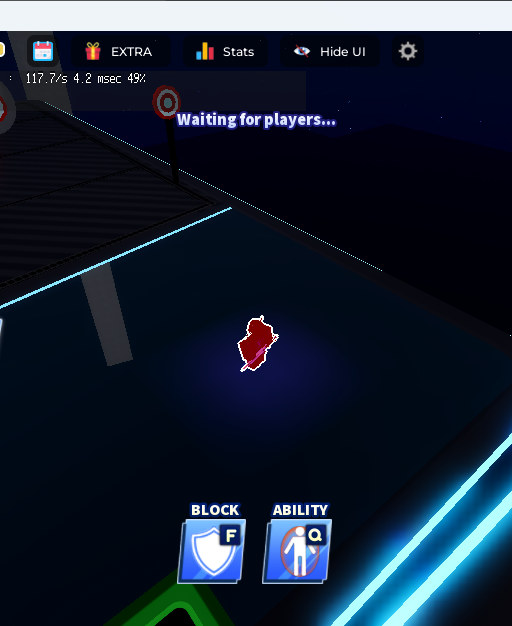 EXTRA Stats Hide UI
: 117.7/s 4.2 msec 49%
Waiting for players...
BLOCK ABILITY
F Q